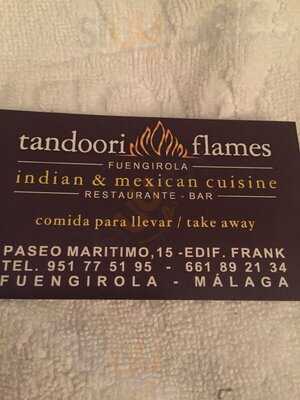 tandoori flames
FUENGIROLA
indian & mexican cuisine
RESTAURANTE - BAR
comida para llevar / take away
PASEO MARITIMO,15 -EDIF. FRANK
TEL. 951 77 51 95 - 661 89 21 34
FUENGIROLA - MÁLAGA